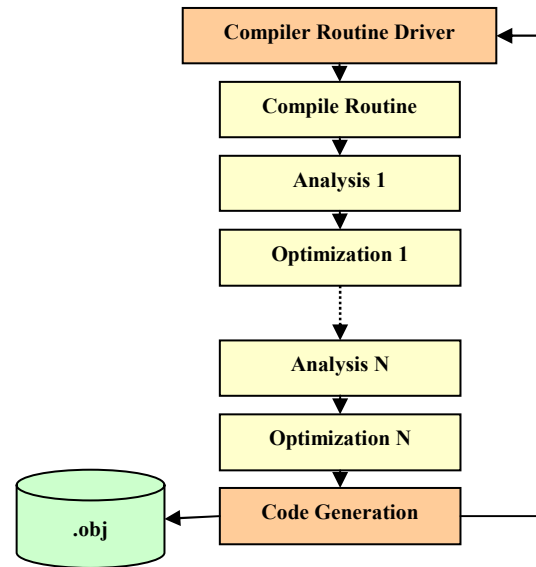 Compiler Routine Driver
Compile Routine
Analysis 1
Optimization 1
Analysis N
Optimization N
Code Generation
.obj